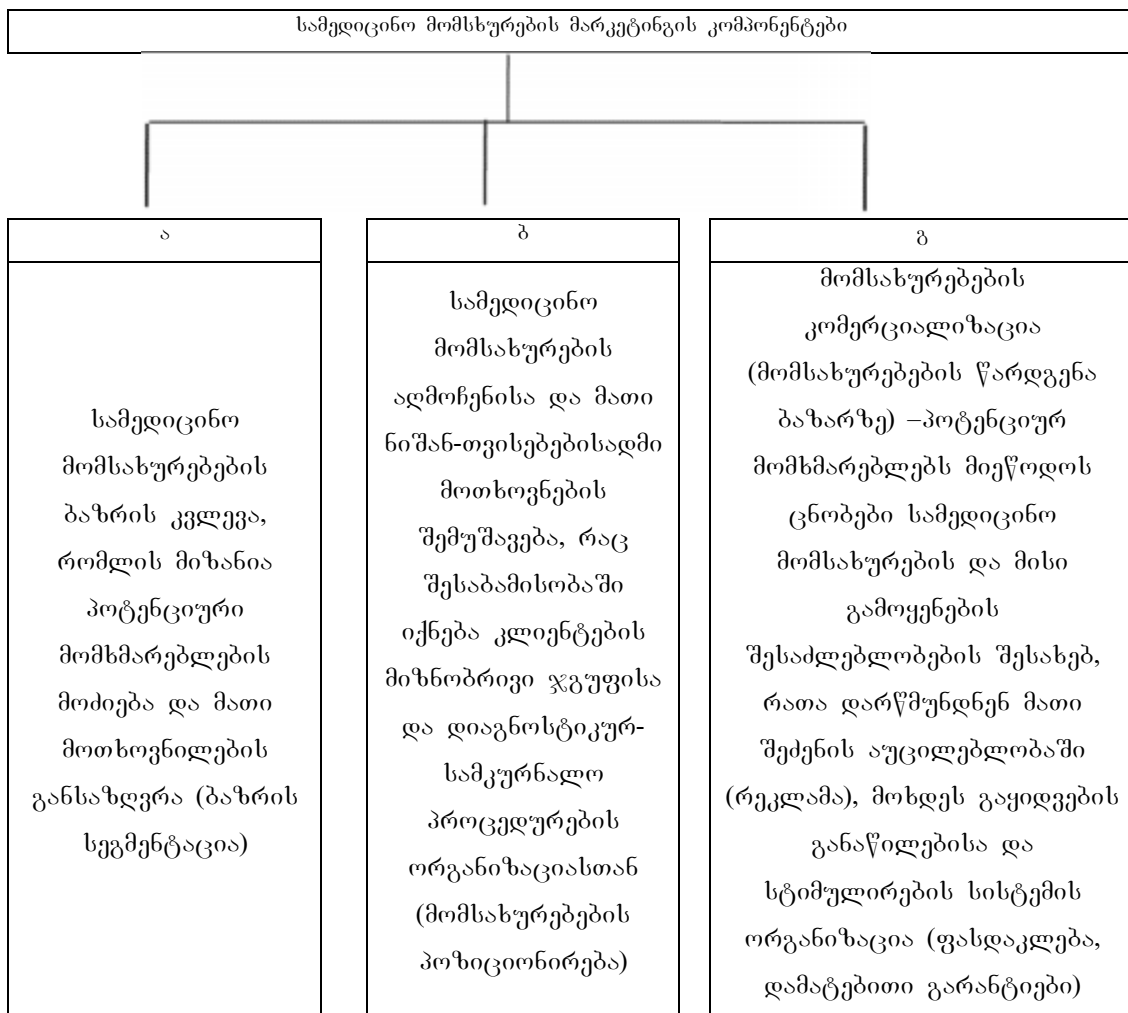 სამედიცინო მომსხურების მარკეტინგის კომპონენტები
ა
სამედიცინო
მომსახურებების
ბაზრის კვლევა,
რომლის მიზანია
პოტენციური
მომხმარებლების
მოძიება და მათი
მოთხოვნილების
განსაზღვრა (ბაზრის
სეგმენტაცია)
ბ
სამედიცინო
მომსახურების
აღმოჩენისა და მათი
ნიშან-თვისებებისადმი
მოთხოვნების
შემუშავება, რაც
შესაბამისობაში
იქნება კლიენტების
მიზნობრივი ჯგუფისა
და დიაგნოსტიკურ-
სამკურნალო
პროცედურების
ორგანიზაციასთან
(მომსახურებების
პოზიციონირება)
გ
მომსახურებების
კომერციალიზაცია
(მომსახურებების წარდგენა
ბაზარზე) –პოტენციურ
მომხმარებლებს მიეწოდოს
ცნობები სამედიცინო
მომსახურების და მისი
გამოყენების
შესაძლებლობების შესახებ,
რათა დარწმუნდნენ მათი
შეძენის აუცილებლობაში
(რეკლამა), მოხდეს გაყიდვების
განაწილებისა და
სტიმულირების სისტემის
ორგანიზაცია (ფასდაკლება,
დამატებითი გარანტიები)